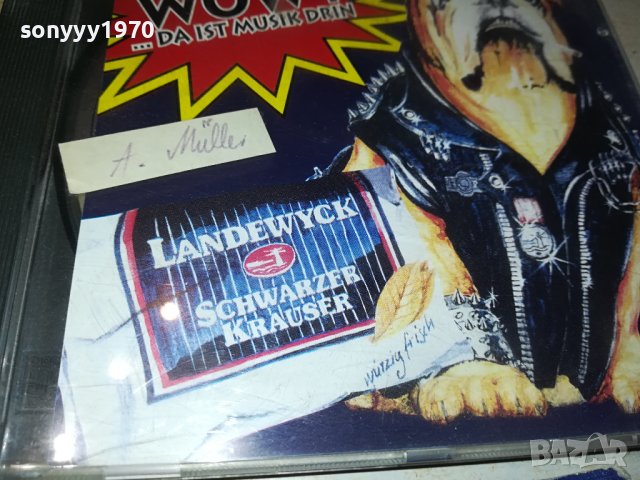 sonyyy1970
WOW!
... DA IST MUSIK DRIN
A. Müller
LANDEWYCK
SCHWARZER
KRAUSER
würzig frisch
BAZAR